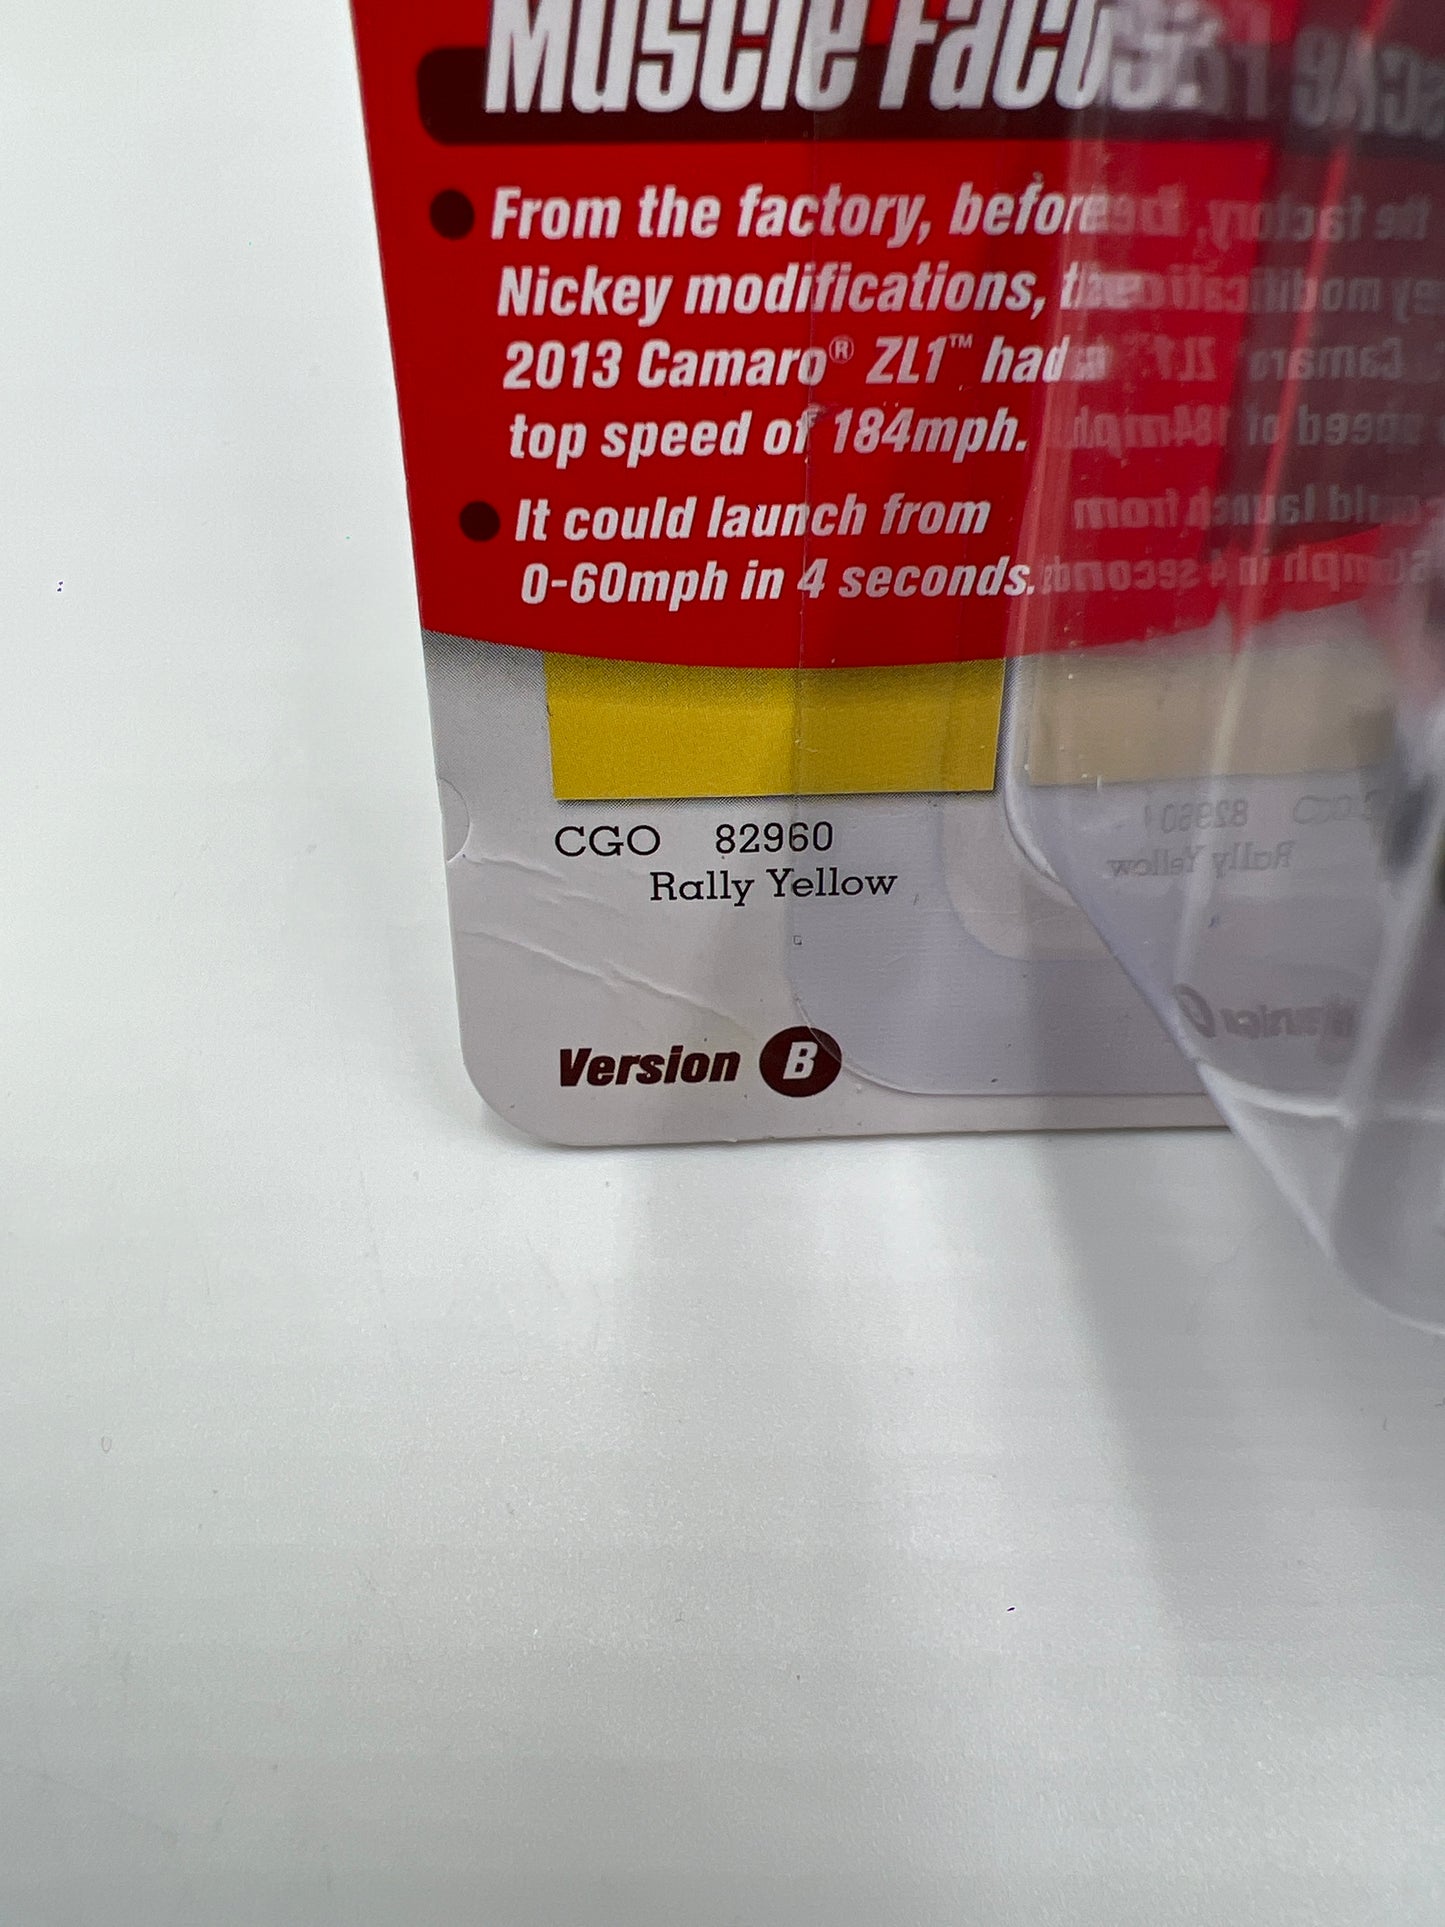 Muscle Facts:
• From the factory, before
Nickey modifications, the
2013 Camaro® ZL1™ had a
top speed of 184mph.
• It could launch from
0-60mph in 4 seconds.
CGO 82960
Rally Yellow
Version B